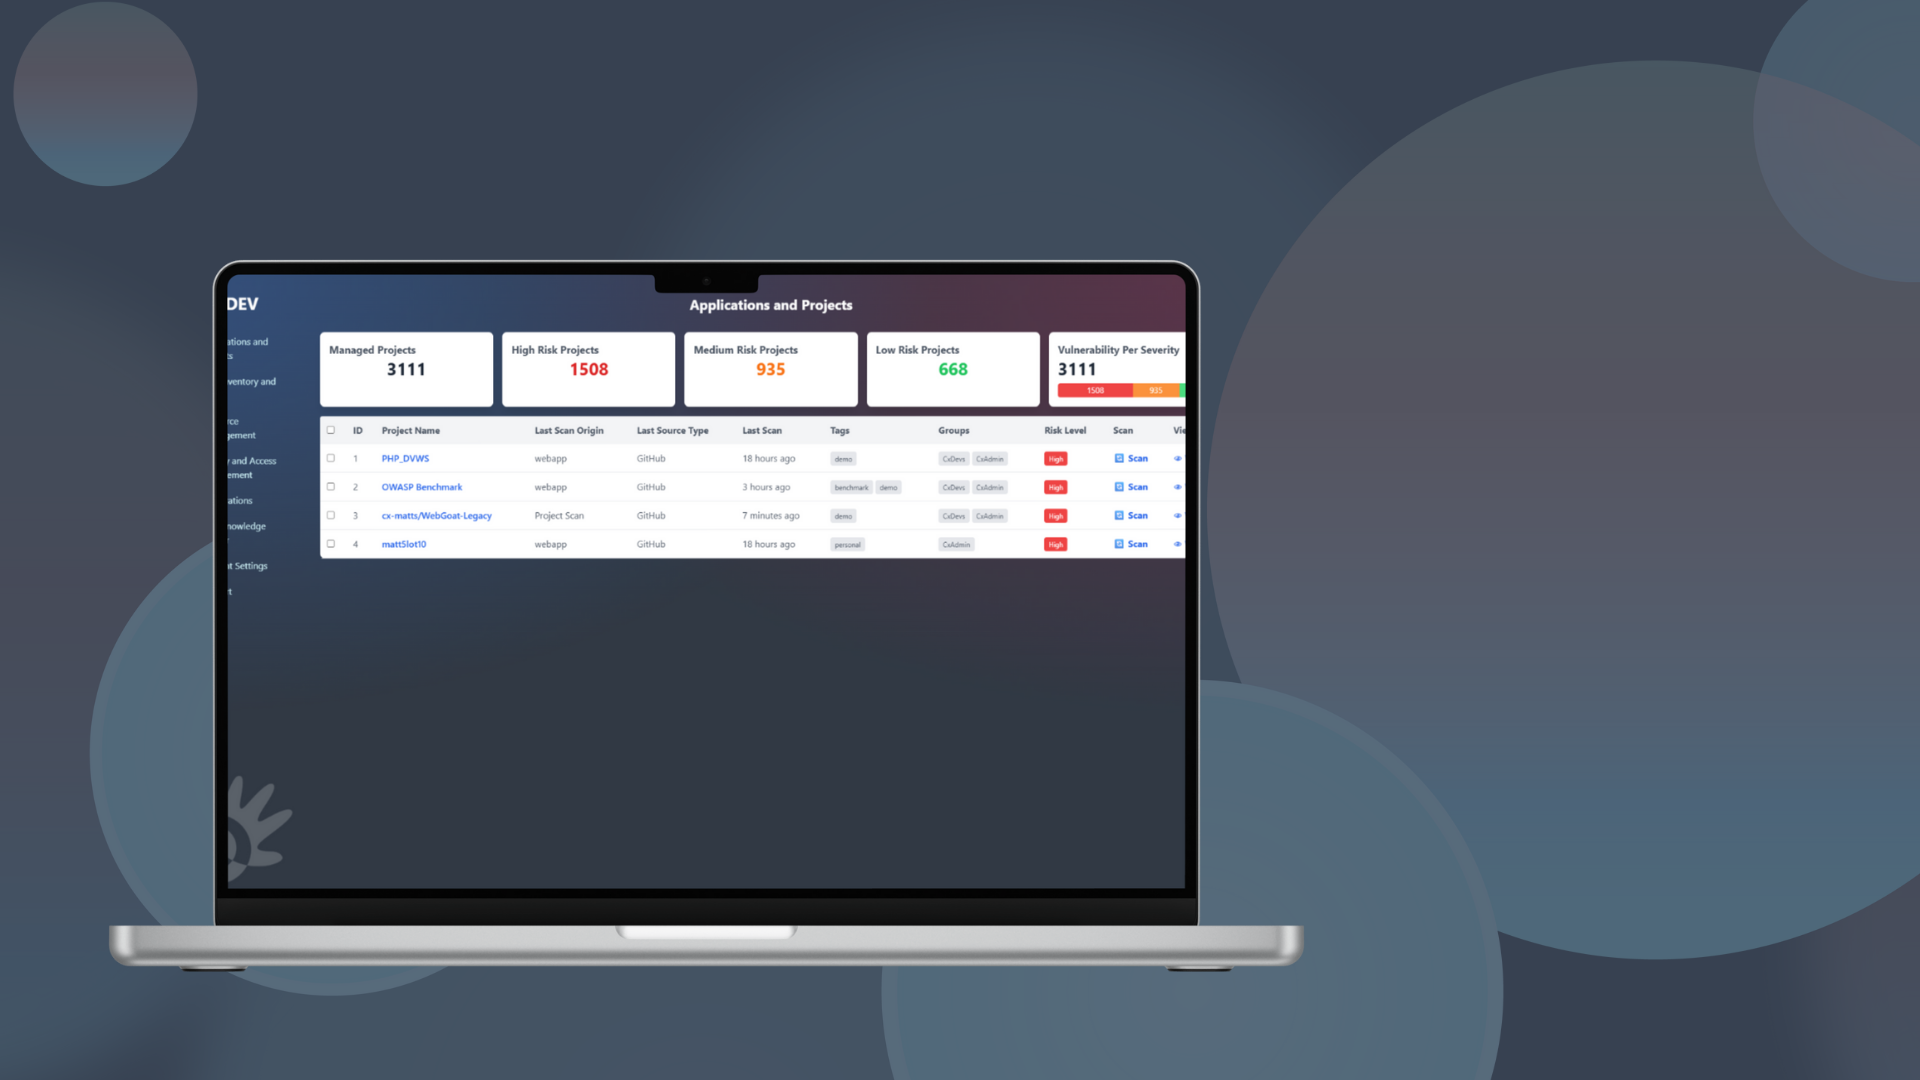 DEV
Applications and Projects
ations and
s
ventory and
rce
gement
r and Access
ement
ations
nowledge
r
t Settings
t
Managed Projects
3111
High Risk Projects
1508
Medium Risk Projects
935
Low Risk Projects
668
Vulnerability Per Severity
3111
1508 935
ID Project Name Last Scan Origin Last Source Type Last Scan Tags Groups Risk Level Scan Vie
1 PHP_DVWS webapp GitHub 18 hours ago demo CxDevs CxAdmin High Scan
2 OWASP Benchmark webapp GitHub 3 hours ago benchmark demo CxDevs CxAdmin High Scan
3 cx-matts/WebGoat-Legacy Project Scan GitHub 7 minutes ago demo CxDevs CxAdmin High Scan
4 mattSlot10 webapp GitHub 18 hours ago personal CxAdmin High Scan